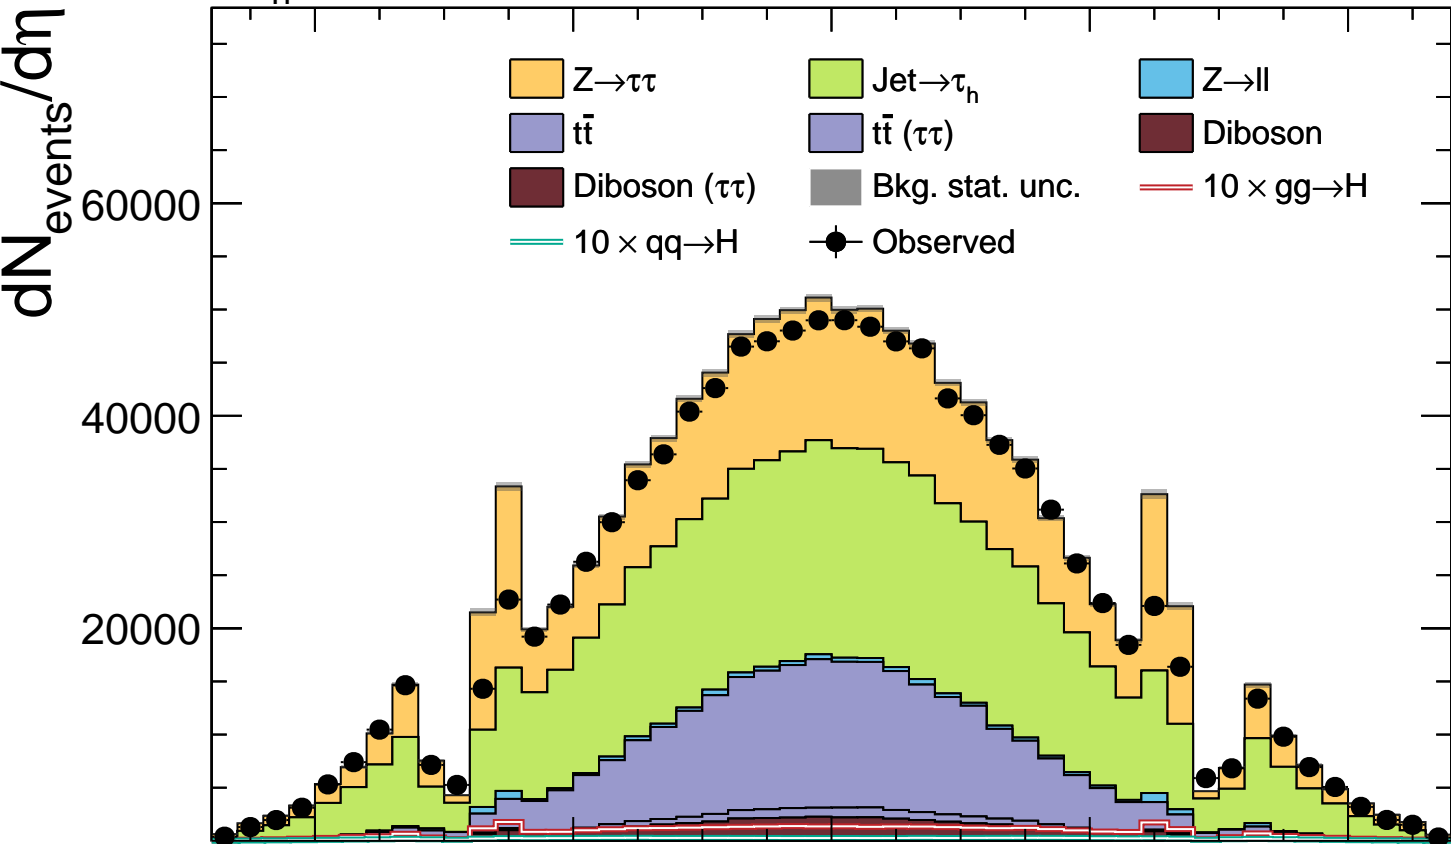 dN_events/dη
Z→ττ Jet→τ_h Z→ll
tt̄ tt̄ (ττ) Diboson
Diboson (ττ) Bkg. stat. unc. 10 × gg→H
10 × qq→H Observed
60000
40000
20000